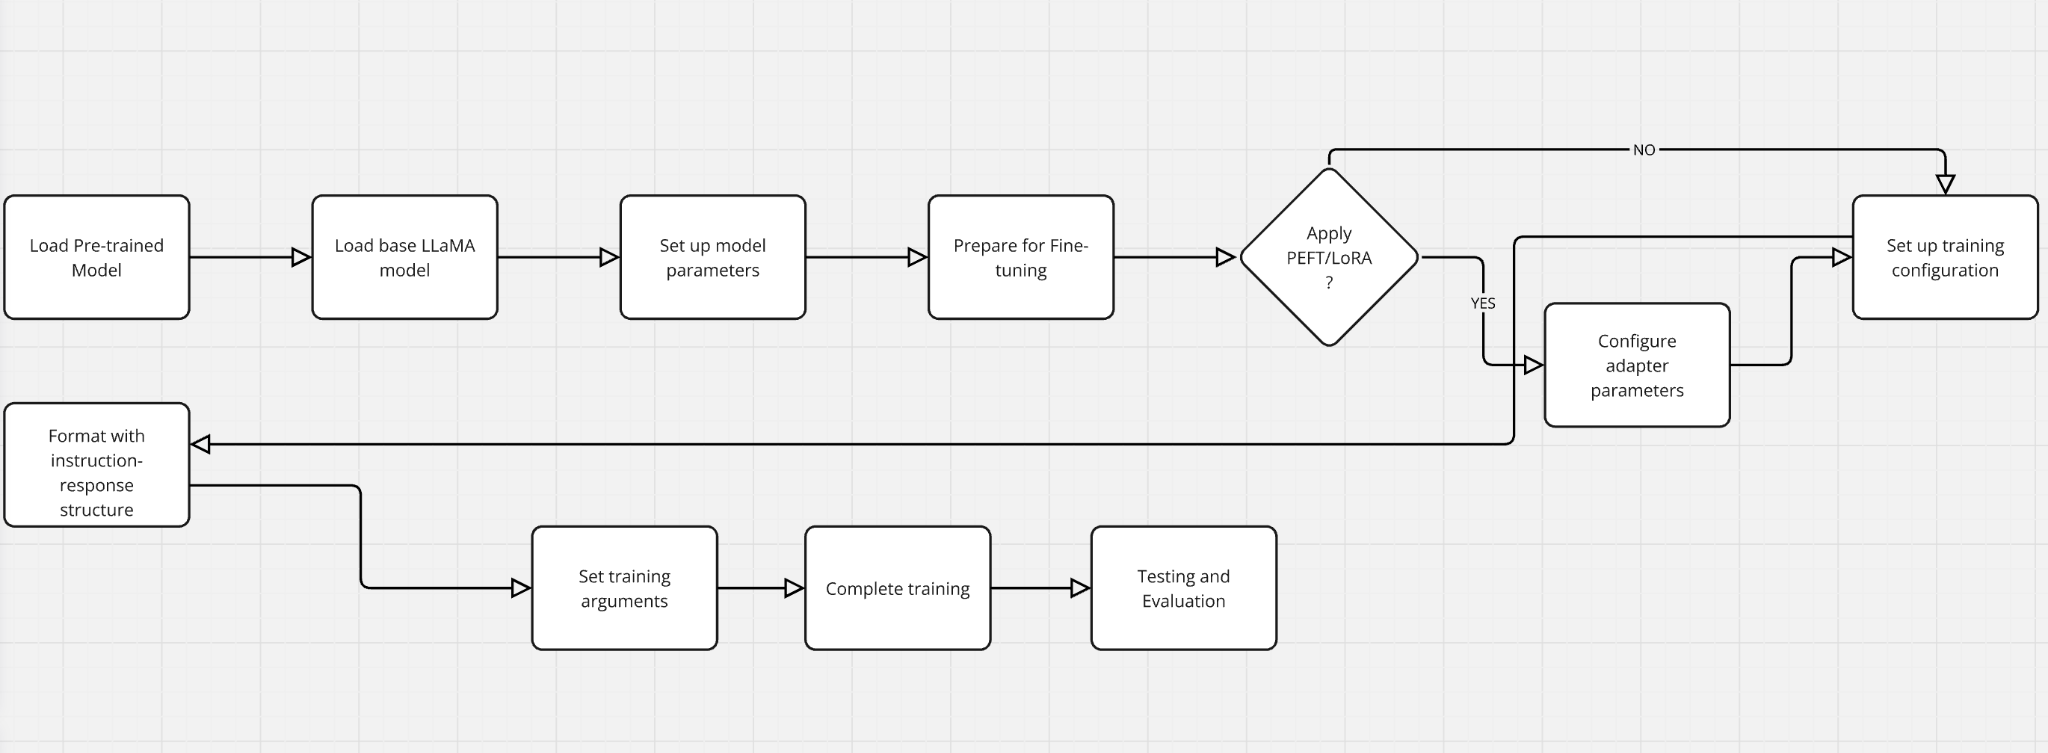 Load Pre-trained
Model
Load base LLaMA
model
Set up model
parameters
Prepare for Fine-
tuning
Apply
PEFT/LoRA
?
NO
YES
Configure
adapter
parameters
Set up training
configuration
Format with
instruction-
response
structure
Set training
arguments
Complete training
Testing and
Evaluation